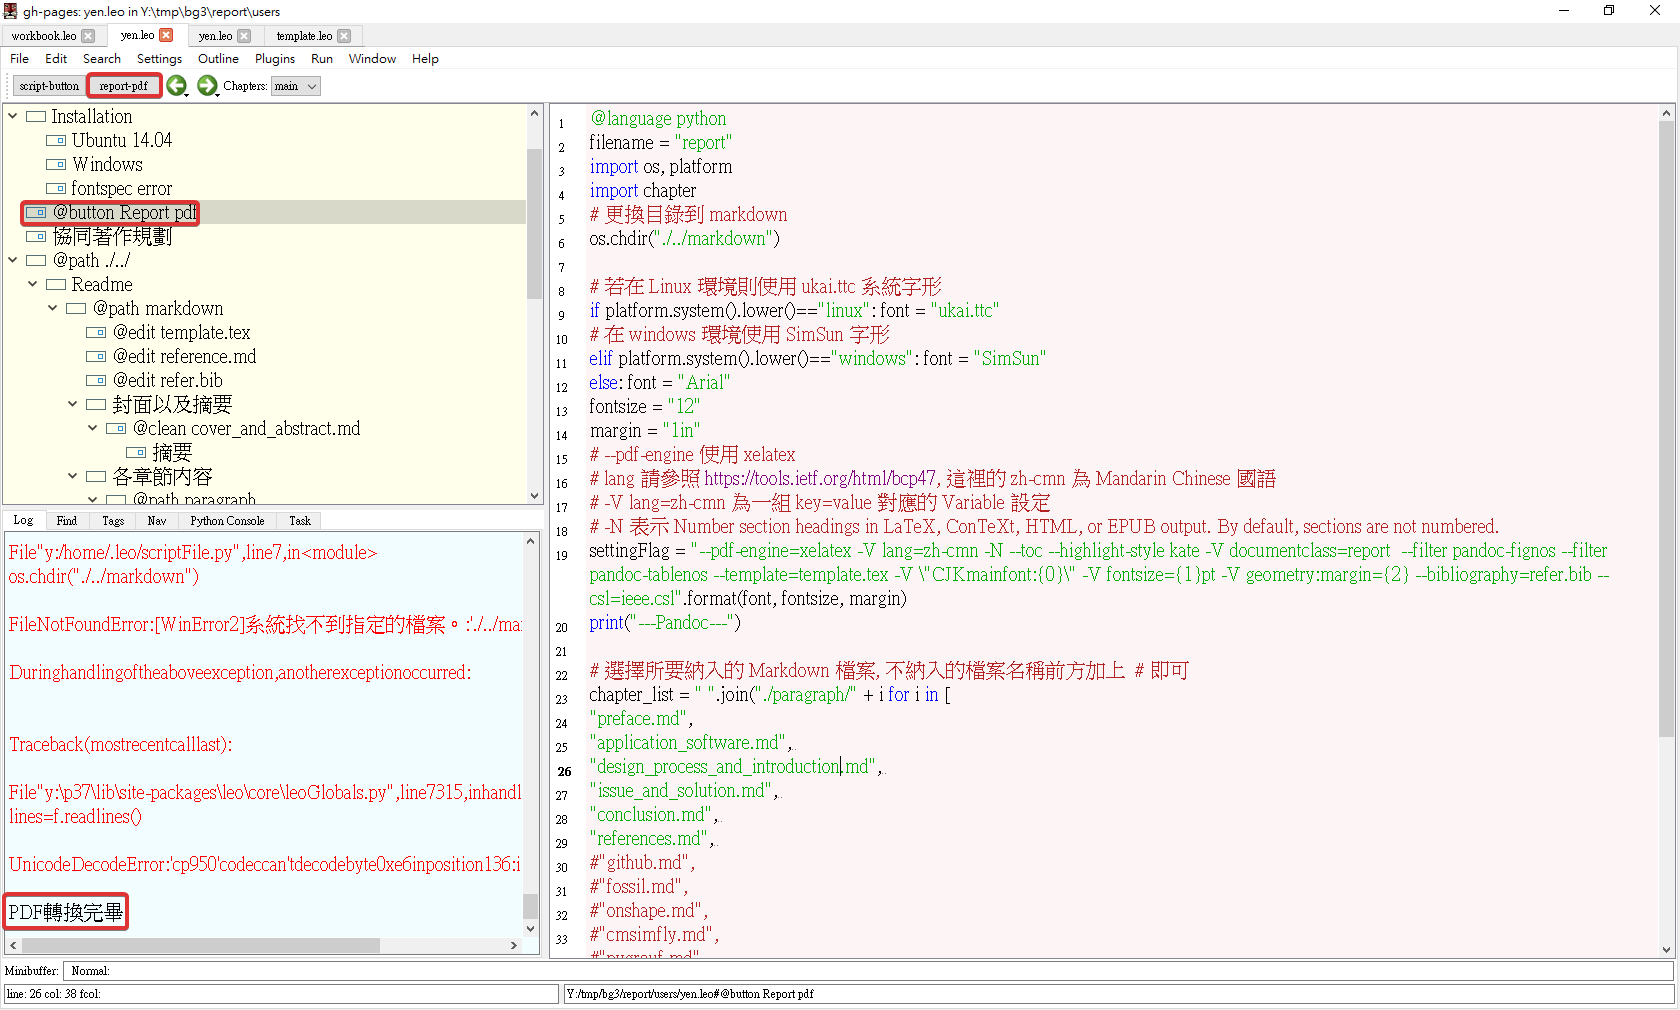 gh-pages: yen.leo in Y:\tmp\bg3\report\users
workbook.leo
yen.leo
yen.leo
template.leo
File Edit Search Settings Outline Plugins Run Window Help
script-button report-pdf Chapters: main
Installation
Ubuntu 14.04
Windows
fontspec error
@button Report pdf
協同著作規劃
@path ./../
Readme
@path markdown
@edit template.tex
@edit reference.md
@edit refer.bib
封面以及摘要
@clean cover_and_abstract.md
摘要
各章節內容
@path paragraph
Log Find Tags Nav Python Console Task
File"y:/home/.leo/scriptFile.py",line7,in<module>
os.chdir("./../markdown")
FileNotFoundError:[WinError2]系統找不到指定的檔案。:'./../mar
Duringhandlingoftheaboveexception,anotherexceptionoccurred:
Traceback(mostrecentcalllast):
File"y:\p37\lib\site-packages\leo\core\leoGlobals.py",line7315,inhandl
lines=f.readlines()
UnicodeDecodeError:'cp950'codeccan'tdecodebyte0xe6inposition136:i
PDF轉換完畢
1 @language python
2 filename = "report"
3 import os, platform
4 import chapter
5 # 更換目錄到 markdown
6 os.chdir("./../markdown")
7
8 # 若在 Linux 環境則使用 ukai.ttc 系統字形
9 if platform.system().lower()=="linux": font = "ukai.ttc"
10 # 在 windows 環境使用 SimSun 字形
11 elif platform.system().lower()=="windows": font = "SimSun"
12 else: font = "Arial"
13 fontsize = "12"
14 margin = "1in"
15 # --pdf-engine 使用 xelatex
16 # lang 請參照 https://tools.ietf.org/html/bcp47, 這裡的 zh-cmn 為 Mandarin Chinese 國語
17 # -V lang=zh-cmn 為一組 key=value 對應的 Variable 設定
18 # -N 表示 Number section headings in LaTeX, ConTeXt, HTML, or EPUB output. By default, sections are not numbered.
19 settingFlag = "--pdf-engine=xelatex -V lang=zh-cmn -N --toc --highlight-style kate -V documentclass=report  --filter pandoc-fignos --filter
pandoc-tablenos --template=template.tex -V \"CJKmainfont:{0}\" -V fontsize={1}pt -V geometry:margin={2} --bibliography=refer.bib --
csl=ieee.csl".format(font, fontsize, margin)
20 print("---Pandoc---")
21
22 # 選擇所要納入的 Markdown 檔案, 不納入的檔案名稱前方加上 # 即可
23 chapter_list = " ".join("./paragraph/" + i for i in [
24 "preface.md",
25 "application_software.md",
26 "design_process_and_introduction.md",
27 "issue_and_solution.md",
28 "conclusion.md",
29 "references.md",
30 #"github.md",
31 #"fossil.md",
32 #"onshape.md",
33 #"cmsimfly.md",
Minibuffer: Normal:
line: 26 col: 38 fcol:
Y:/tmp/bg3/report/users/yen.leo#@button Report pdf